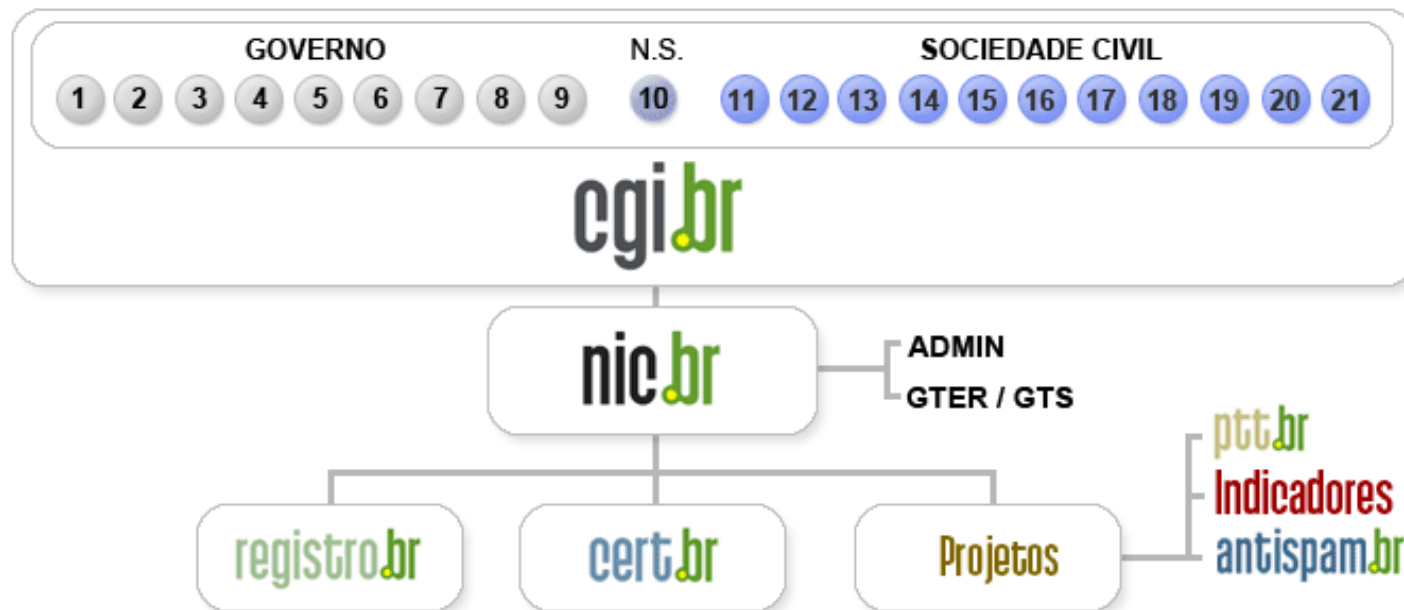 GOVERNO N.S. SOCIEDADE CIVIL
1 2 3 4 5 6 7 8 9 10 11 12 13 14 15 16 17 18 19 20 21
cgi.br
nic.br
ADMIN
GTER / GTS
ptt.br
Indicadores
antispam.br
registro.br cert.br Projetos